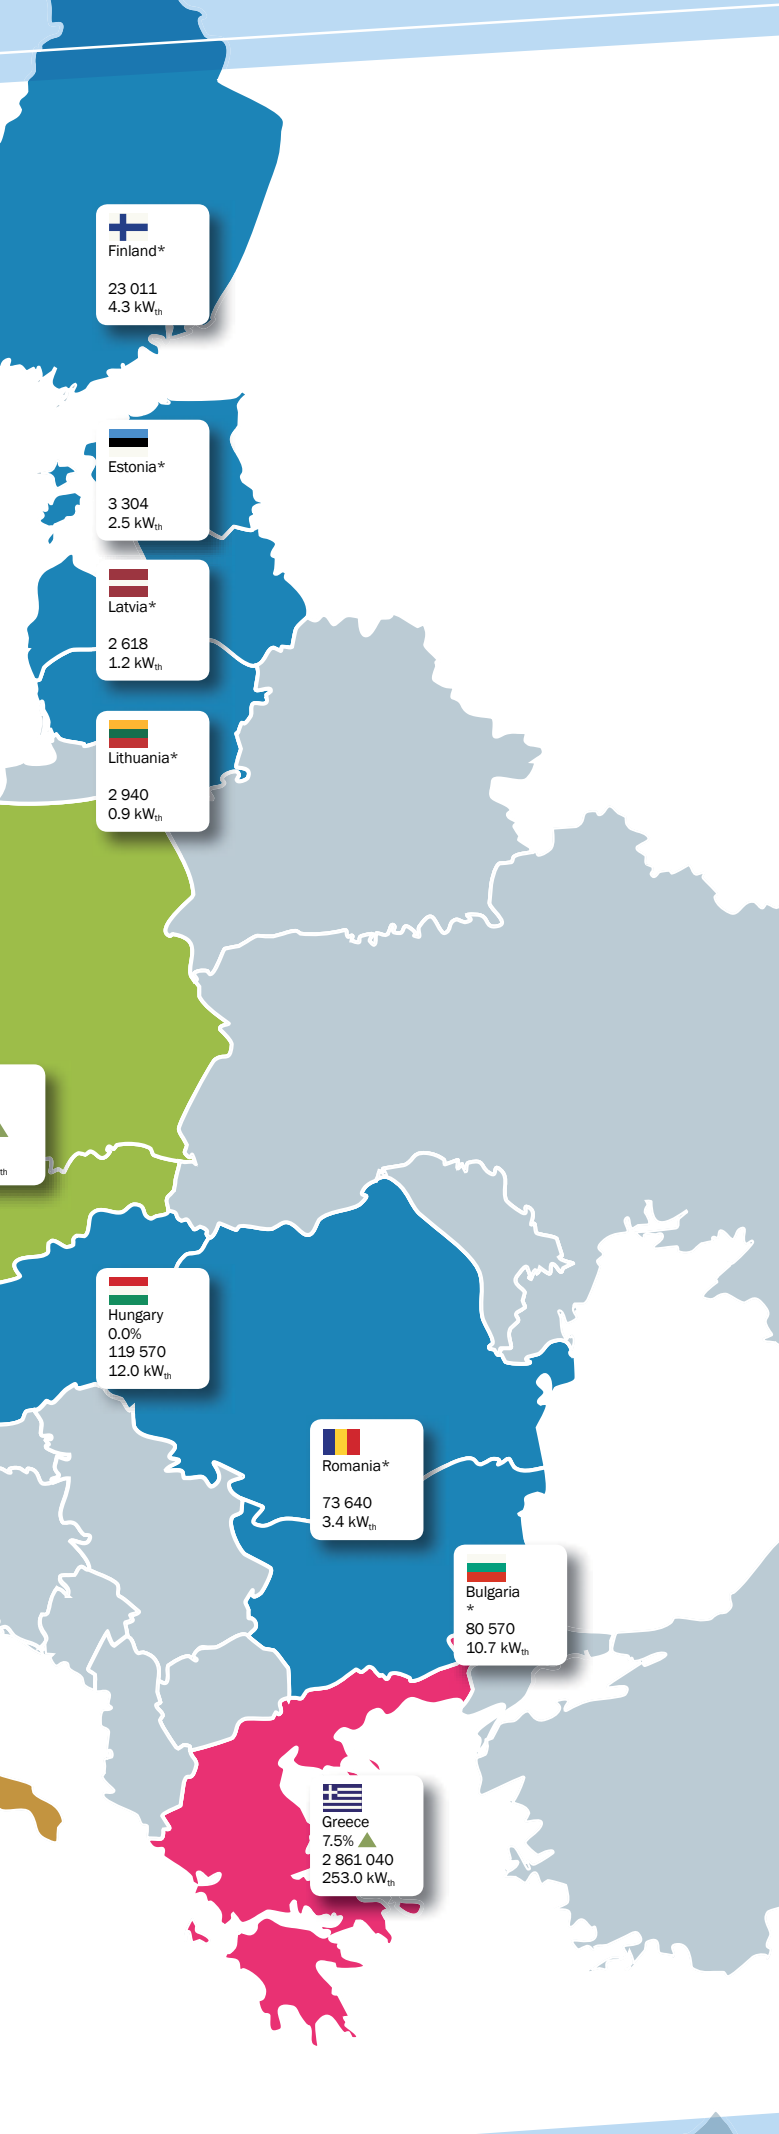 Finland*
23 011
4.3 kWth
Estonia*
3 304
2.5 kWth
Latvia*
2 618
1.2 kWth
Lithuania*
2 940
0.9 kWth
th
Hungary
0.0%
119 570
12.0 kWth
Romania*
73 640
3.4 kWth
Bulgaria
*
80 570
10.7 kWth
Greece
7.5%
2 861 040
253.0 kWth